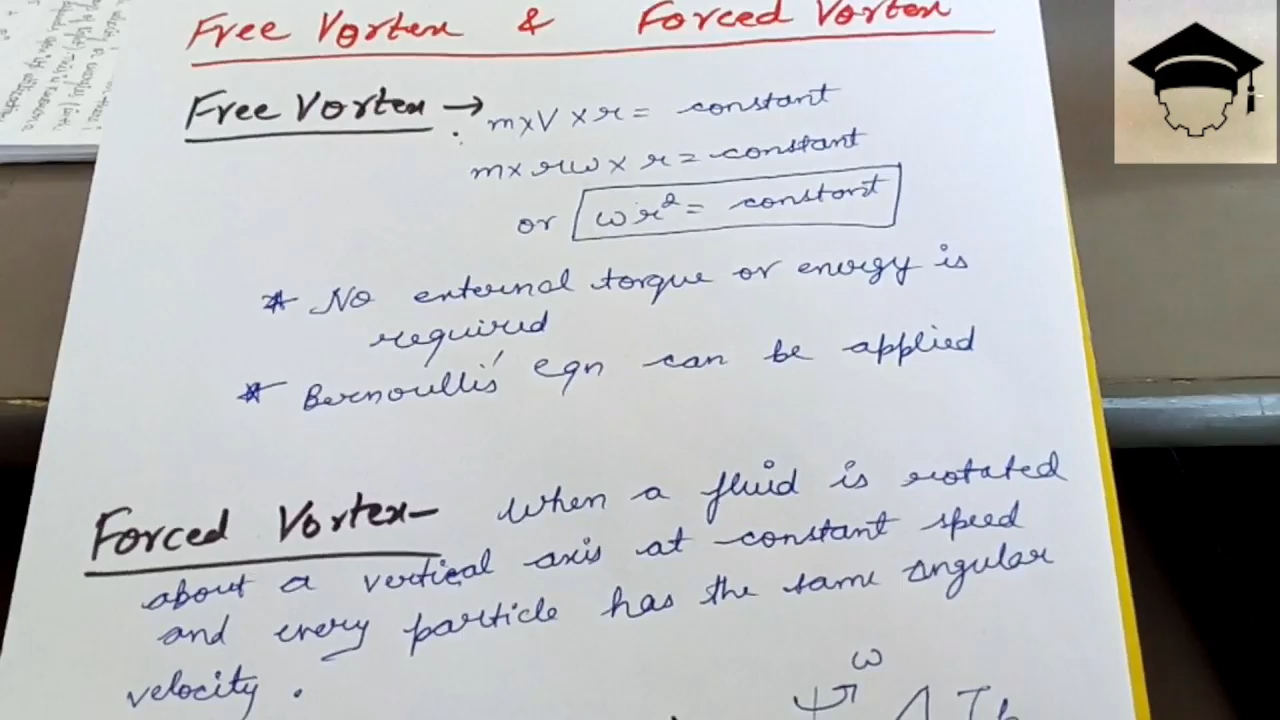 Free Vortex & Forced Vortex
Free Vortex → m x V x r = constant
m x rω x r = constant
or ωr² = constant
* No external torque or energy is
required
* Bernoulli's eqn can be applied
Forced Vortex- When a fluid is rotated
about a vertical axis at constant speed
and every particle has the same angular
velocity.
ω